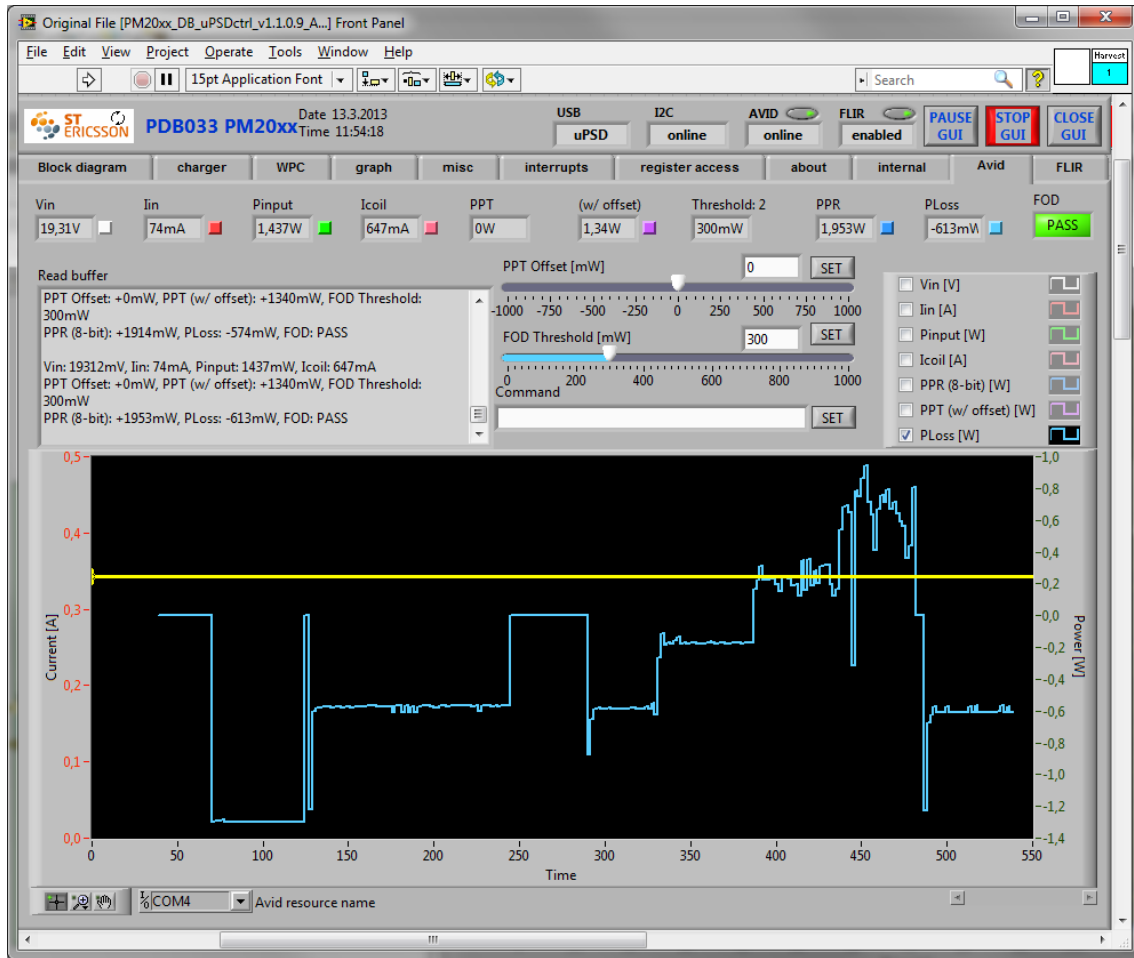 Original File [PM20xx_DB_uPSDctrl_v1.1.0.9_A...] Front Panel
File Edit View Project Operate Tools Window Help
15pt Application Font
Search
Harvest
1
ST ERICSSON
PDB033 PM20xx
Date 13.3.2013
Time 11:54:18
USB I2C AVID FLIR
uPSD online online enabled
PAUSE GUI
STOP GUI
CLOSE GUI
Block diagram charger WPC graph misc interrupts register access about internal Avid FLIR
Vin Iin Pinput Icoil PPT (w/ offset) Threshold: 2 PPR PLoss FOD
19,31V 74mA 1,437W 647mA 0W 1,34W 300mW 1,953W -613mW PASS
Read buffer
PPT Offset: +0mW, PPT (w/ offset): +1340mW, FOD Threshold:
300mW
PPR (8-bit): +1914mW, PLoss: -574mW, FOD: PASS
Vin: 19312mV, Iin: 74mA, Pinput: 1437mW, Icoil: 647mA
PPT Offset: +0mW, PPT (w/ offset): +1340mW, FOD Threshold:
300mW
PPR (8-bit): +1953mW, PLoss: -613mW, FOD: PASS
PPT Offset [mW] 0 SET
-1000 -750 -500 -250 0 250 500 750 1000
FOD Threshold [mW] 300 SET
0 200 400 600 800 1000
Command
SET
Vin [V]
Iin [A]
Pinput [W]
Icoil [A]
PPR (8-bit) [W]
PPT (w/ offset) [W]
PLoss [W]
0,5
0,4
0,3
0,2
0,1
0,0
Current [A]
-1,0
-0,8
-0,6
-0,4
-0,2
-0,0
--0,2
--0,4
--0,6
--0,8
--1,0
--1,2
--1,4
Power [W]
0 50 100 150 200 250 300 350 400 450 500 550
Time
COM4
Avid resource name